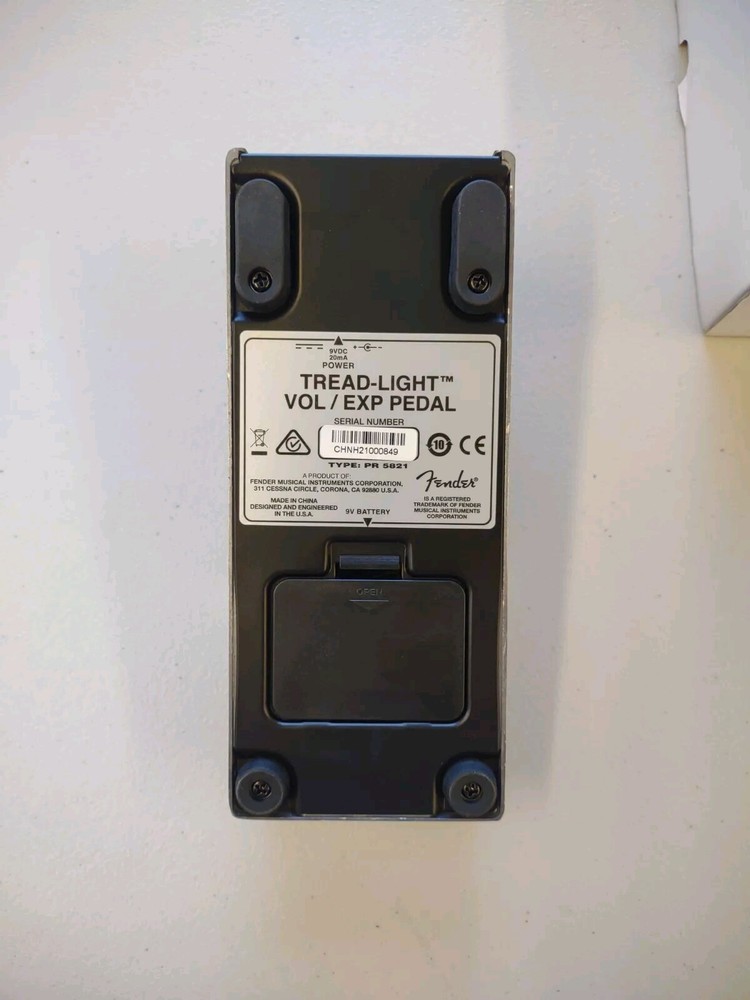 9VDC
20mA
POWER
TREAD-LIGHT™
VOL / EXP PEDAL
SERIAL NUMBER
CHNH21000849
10
CE
TYPE: PR 5821
A PRODUCT OF:
FENDER MUSICAL INSTRUMENTS CORPORATION.
311 CESSNA CIRCLE, CORONA, CA 92880 U.S.A.
MADE IN CHINA
DESIGNED AND ENGINEERED
IN THE U.S.A.
9V BATTERY
Fender®
IS A REGISTERED
TRADEMARK OF FENDER
MUSICAL INSTRUMENTS
CORPORATION
OPEN